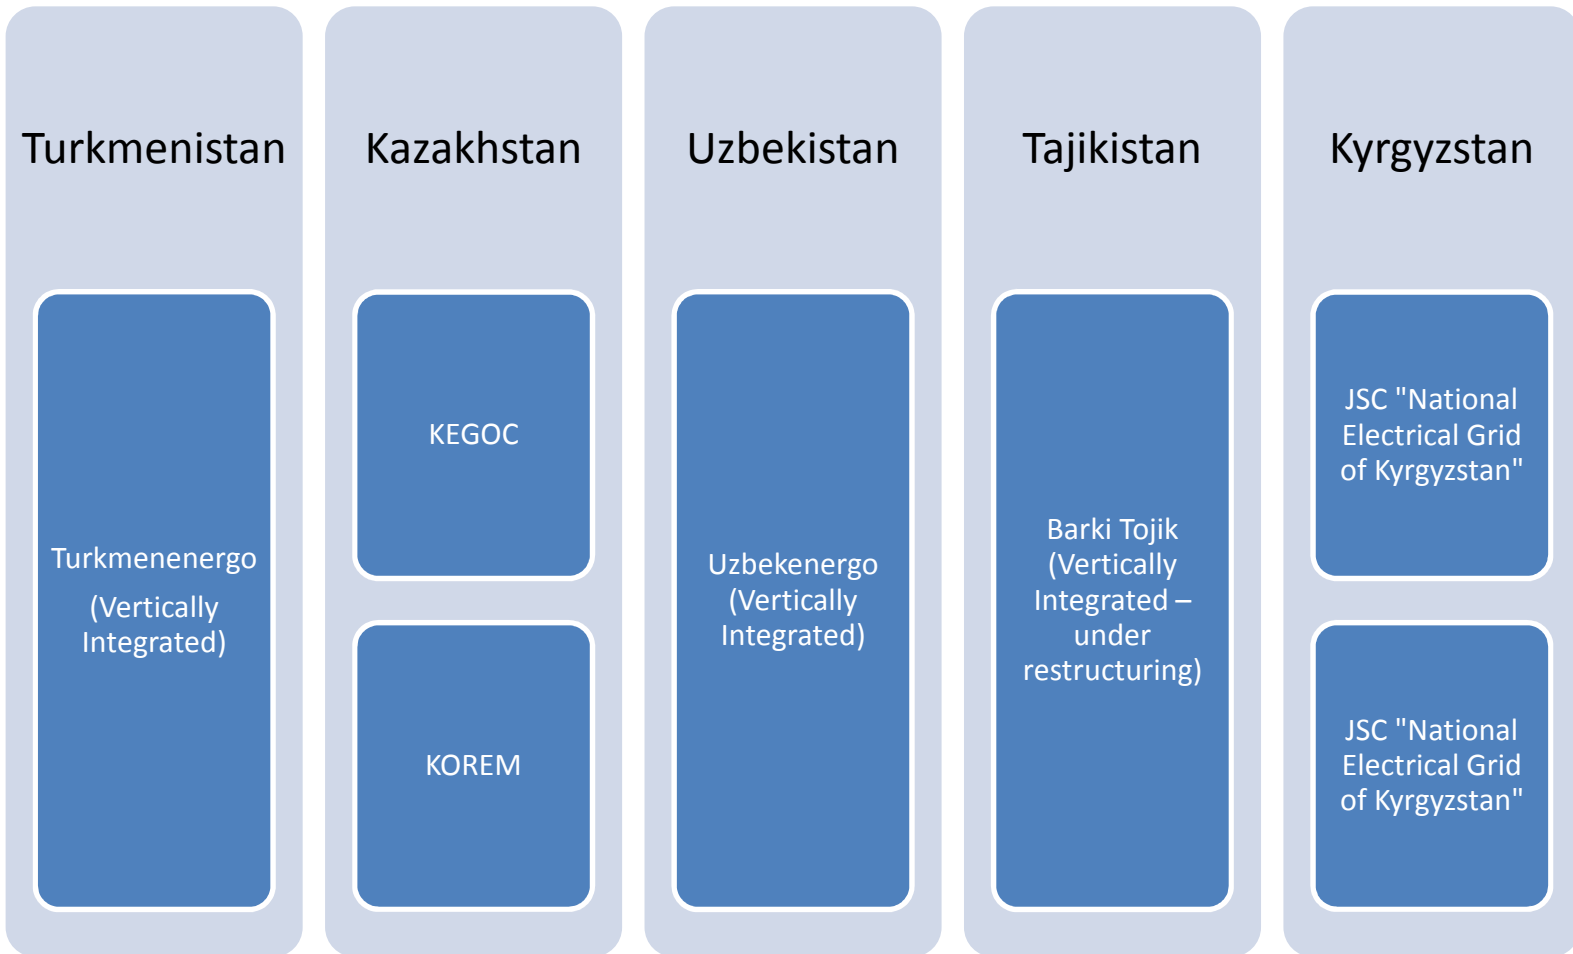 Turkmenistan
Turkmenenergo
(Vertically
Integrated)
Kazakhstan
KEGOC
KOREM
Uzbekistan
Uzbekenergo
(Vertically
Integrated)
Tajikistan
Barki Tojik
(Vertically
Integrated –
under
restructuring)
Kyrgyzstan
JSC "National
Electrical Grid
of Kyrgyzstan"
JSC "National
Electrical Grid
of Kyrgyzstan"